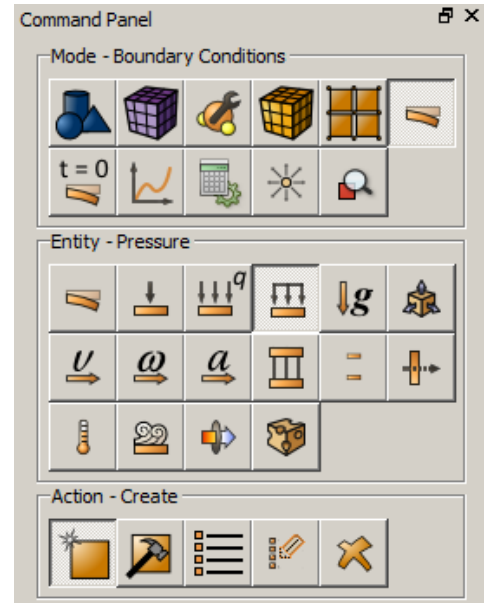 Command Panel
Mode - Boundary Conditions
t = 0
Entity - Pressure
q
g
v
ω
a
Action - Create